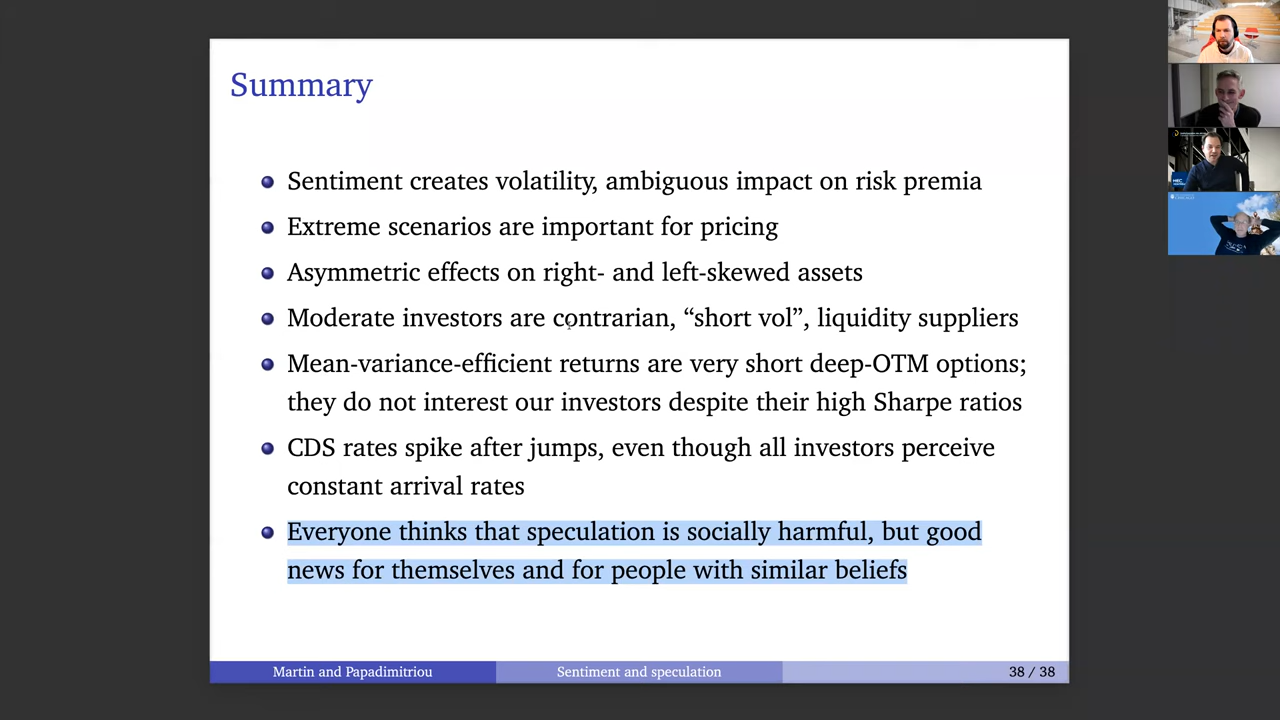 Summary
Sentiment creates volatility, ambiguous impact on risk premia
Extreme scenarios are important for pricing
Asymmetric effects on right- and left-skewed assets
Moderate investors are contrarian, “short vol”, liquidity suppliers
Mean-variance-efficient returns are very short deep-OTM options;
they do not interest our investors despite their high Sharpe ratios
CDS rates spike after jumps, even though all investors perceive
constant arrival rates
Everyone thinks that speculation is socially harmful, but good
news for themselves and for people with similar beliefs
Martin and Papadimitriou
Sentiment and speculation
38 / 38